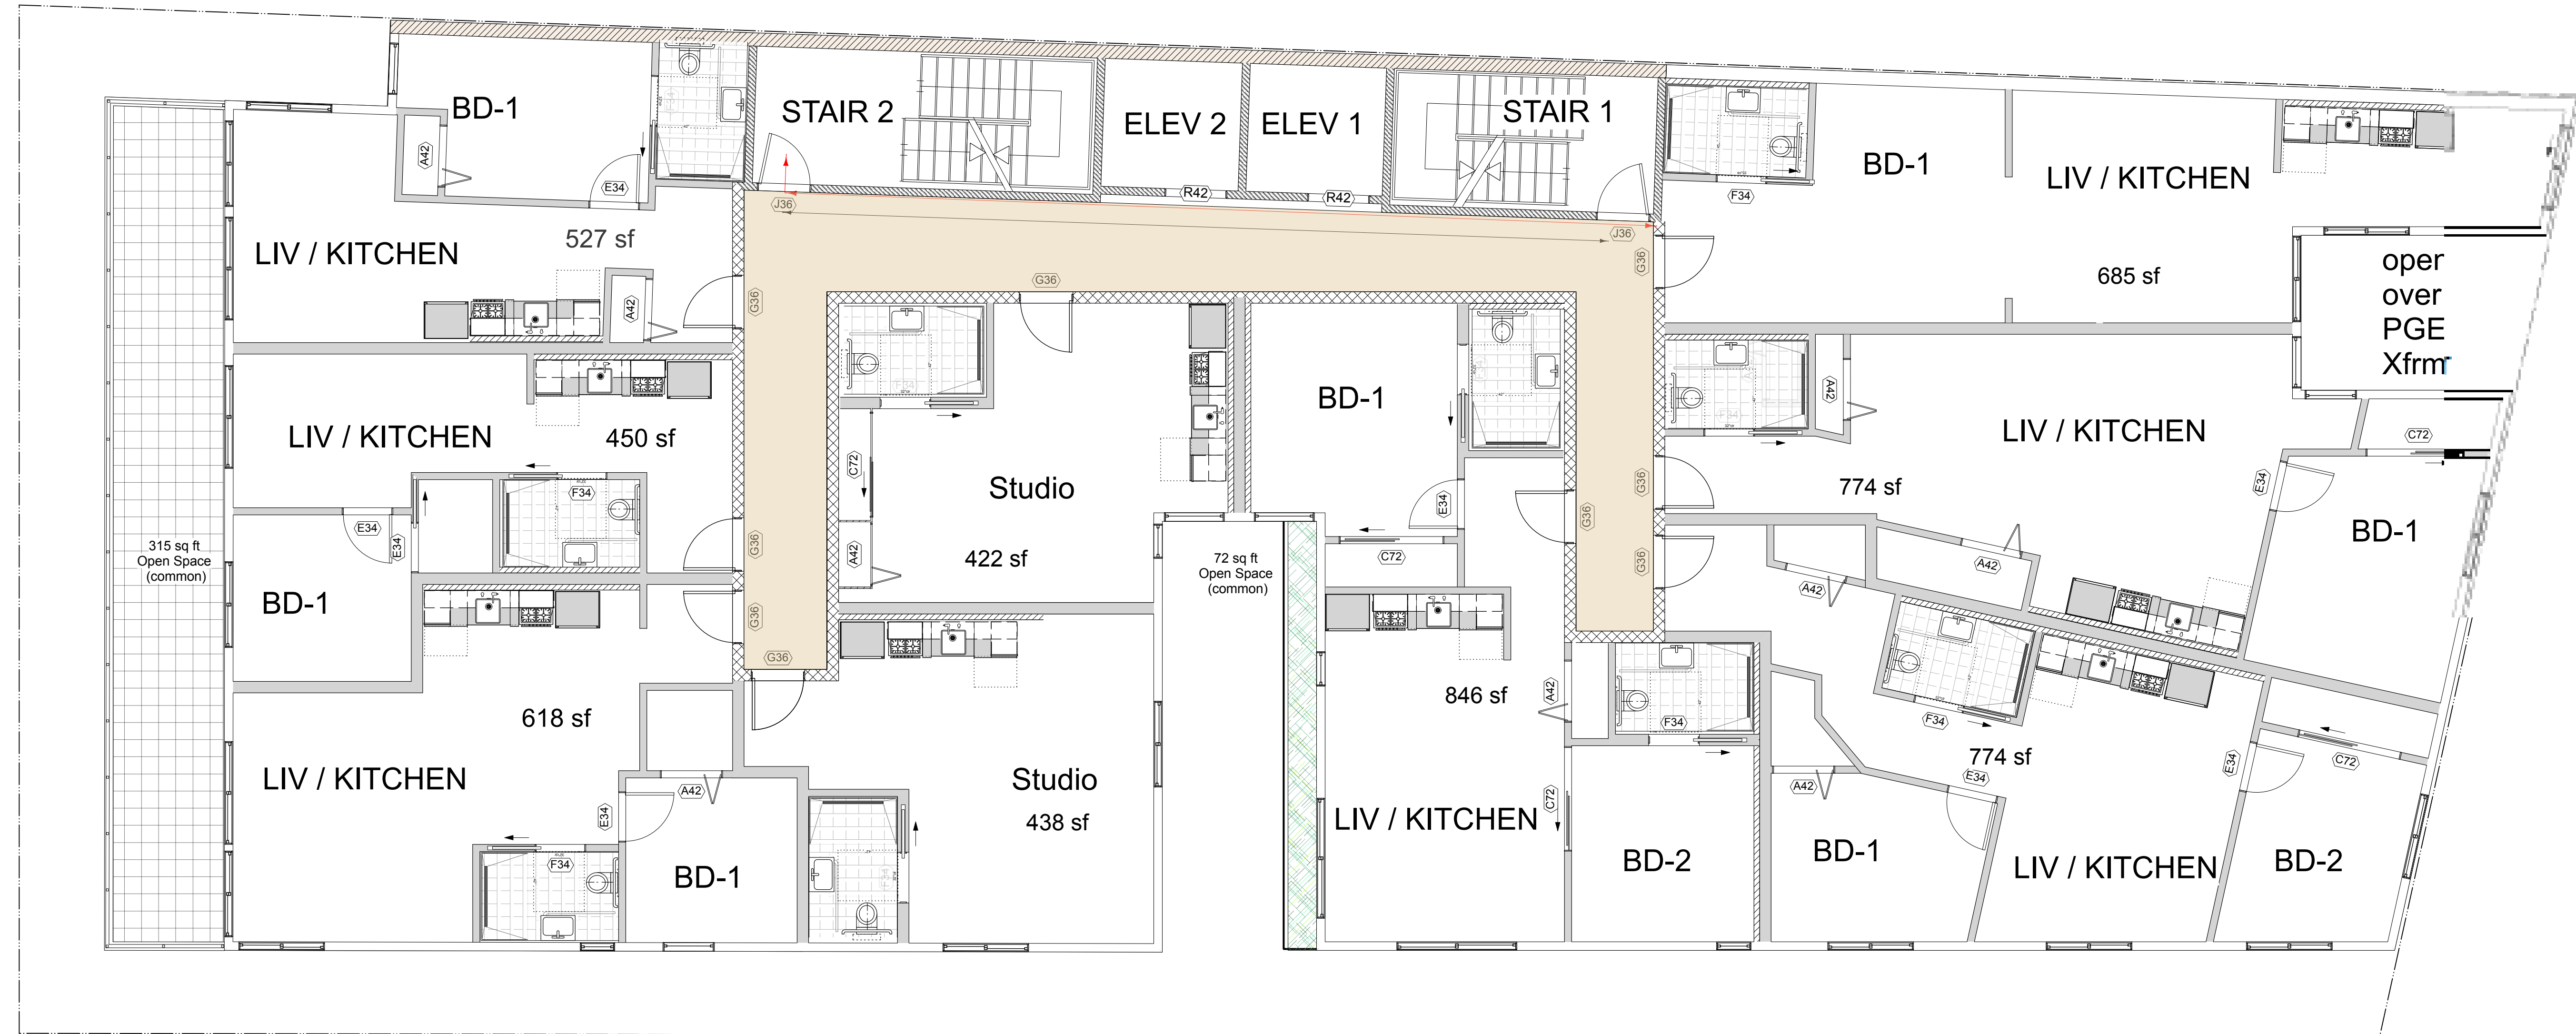 BD-1
STAIR 2
ELEV 2
ELEV 1
STAIR 1
BD-1
LIV / KITCHEN
A42
E34
R42
R42
F34
J36
J36
LIV / KITCHEN
527 sf
G36
G36
G36
685 sf
oper
over
PGE
Xfrmr
A42
F34
BD-1
A42
LIV / KITCHEN
LIV / KITCHEN
450 sf
C72
C72
F34
E34
E34
Studio
E34
G36
G36
774 sf
E34
BD-1
315 sq ft
Open Space
(common)
G36
A42
422 sf
72 sq ft
Open Space
(common)
C72
G36
A42
A42
BD-1
G36
G36
618 sf
846 sf
A42
F34
F34
774 sf
C72
LIV / KITCHEN
A42
E34
Studio
438 sf
LIV / KITCHEN
C72
A42
E34
E34
F34
BD-1
BD-2
BD-1
LIV / KITCHEN
BD-2